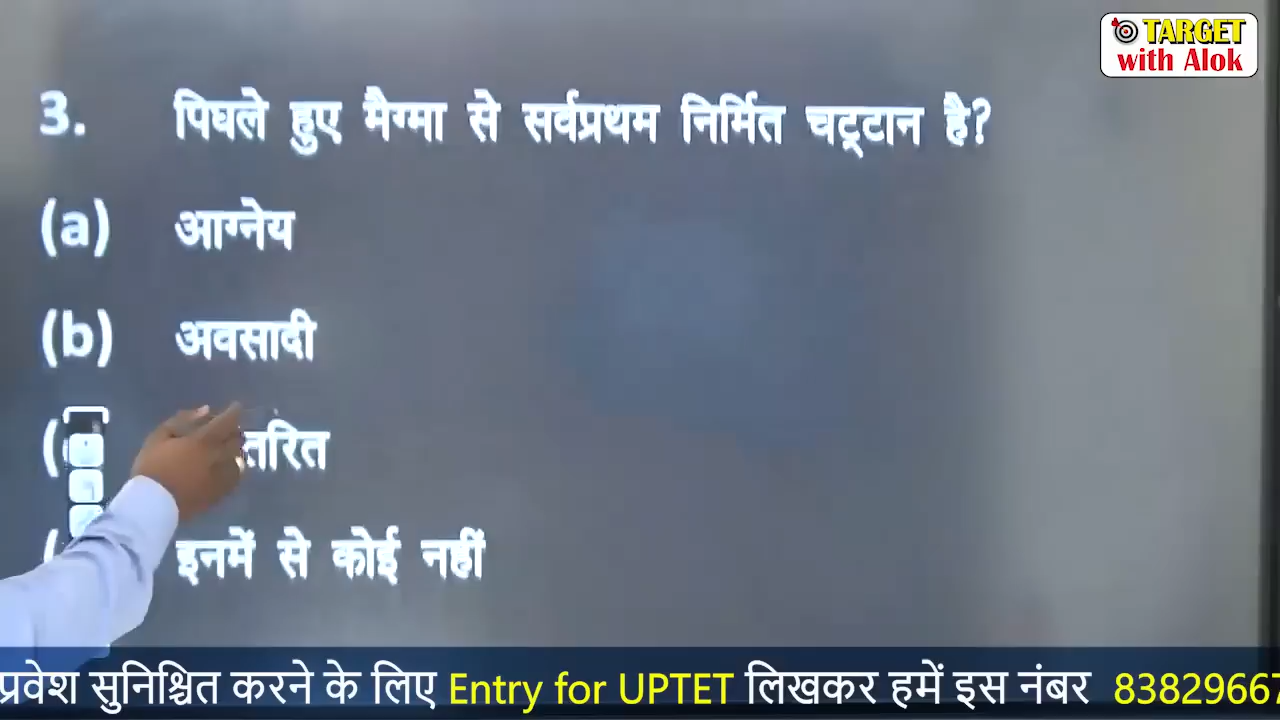 TARGET
with Alok
3. पिघले हुए मैग्मा से सर्वप्रथम निर्मित चट्टान है?
(a) आग्नेय
(b) अवसादी
तरित
इनमें से कोई नहीं
प्रवेश सुनिश्चित करने के लिए Entry for UPTET लिखकर हमें इस नंबर 83829667